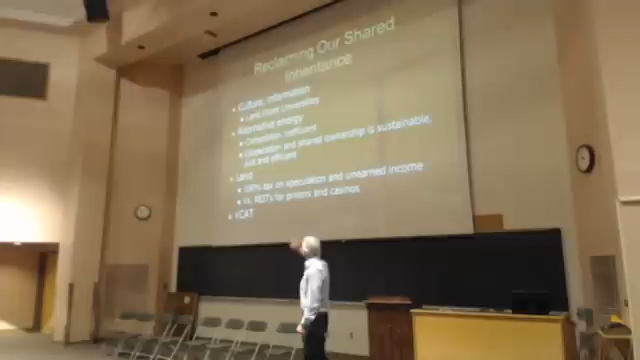 Reclaiming Our Shared
Inheritance
Culture, information
Land Grant universities
Alternative energy
Competition, inefficient
Cooperation and shared ownership is sustainable,
just and efficient
Land
100% tax on speculation and unearned income
Vs. REITs for prisons and casinos
VCAT